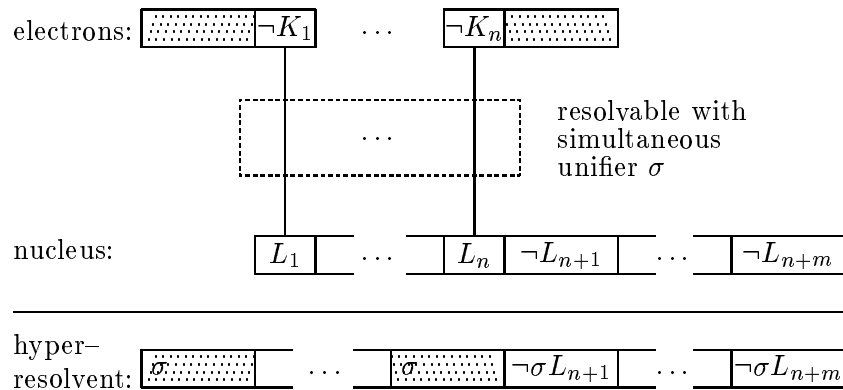 electrons: ¬K₁ ... ¬Kₙ
...
resolvable with
simultaneous
unifier σ
nucleus: L₁ ... Lₙ ¬Lₙ₊₁ ... ¬Lₙ₊ₘ
hyper–
resolvent: σ ... σ ¬σLₙ₊₁ ... ¬σLₙ₊ₘ